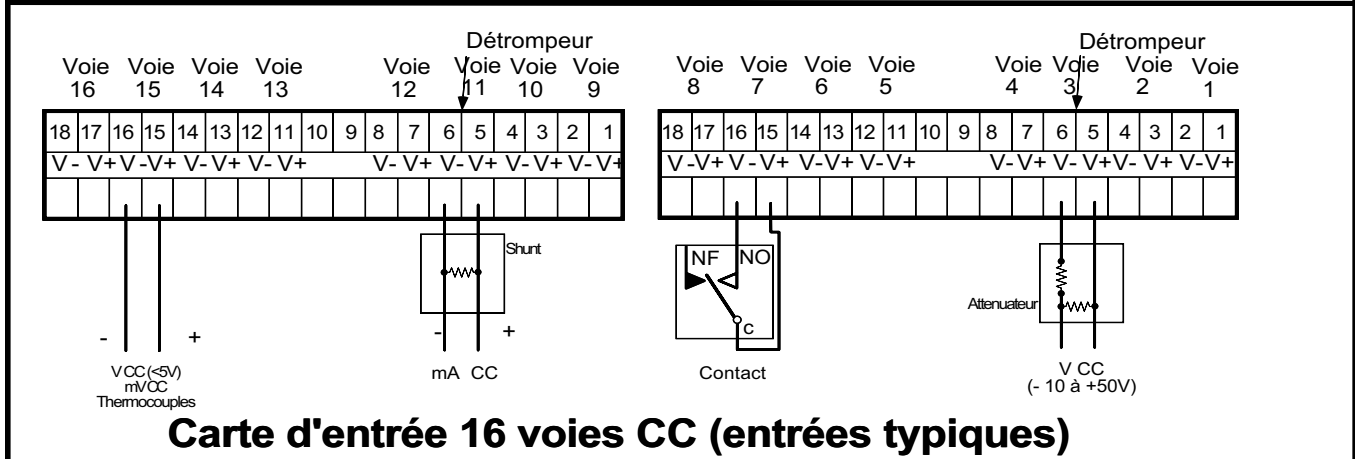 Détrompeur
Voie 16 Voie 15 Voie 14 Voie 13 Voie 12 Voie 11 Voie 10 Voie 9
18 17 16 15 14 13 12 11 10 9 8 7 6 5 4 3 2 1
V - V+ V - V+ V- V+ V- V+ V- V+ V- V+ V- V+ V- V+
Shunt
- +
- +
V CC (<5V)
mVCC
Thermocouples
mA CC
Détrompeur
Voie 8 Voie 7 Voie 6 Voie 5 Voie 4 Voie 3 Voie 2 Voie 1
18 17 16 15 14 13 12 11 10 9 8 7 6 5 4 3 2 1
V - V+ V - V+ V-V+ V- V+ V- V+ V- V+ V- V+ V-V+
NF NO
c
Contact
Attenuateur
V CC
(- 10 à +50V)
Carte d'entrée 16 voies CC (entrées typiques)